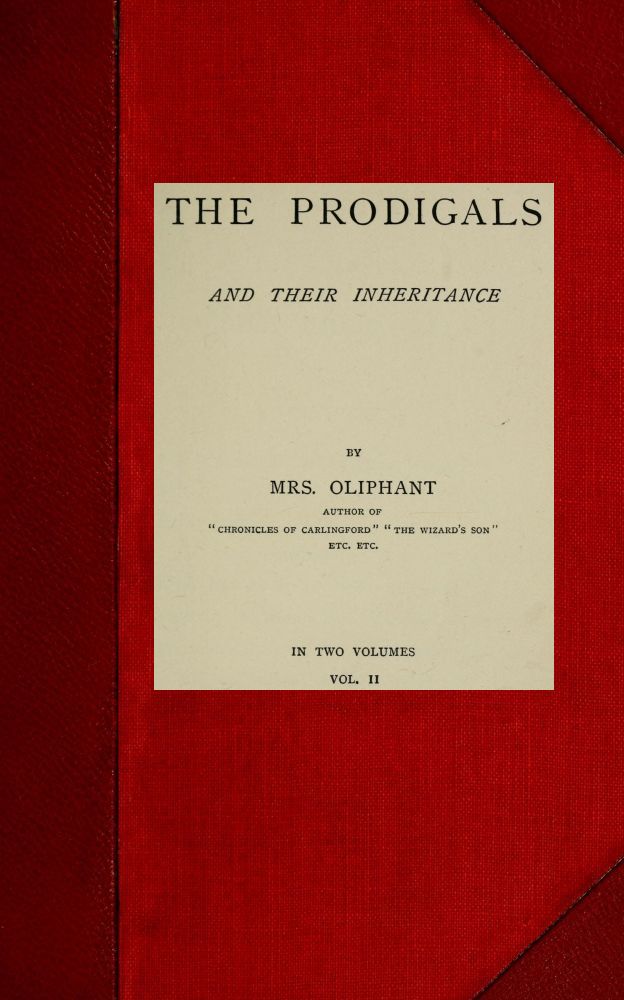 THE PRODIGALS
AND THEIR INHERITANCE
BY
MRS. OLIPHANT
AUTHOR OF
"CHRONICLES OF CARLINGFORD" "THE WIZARD'S SON"
ETC. ETC.
IN TWO VOLUMES
VOL. II